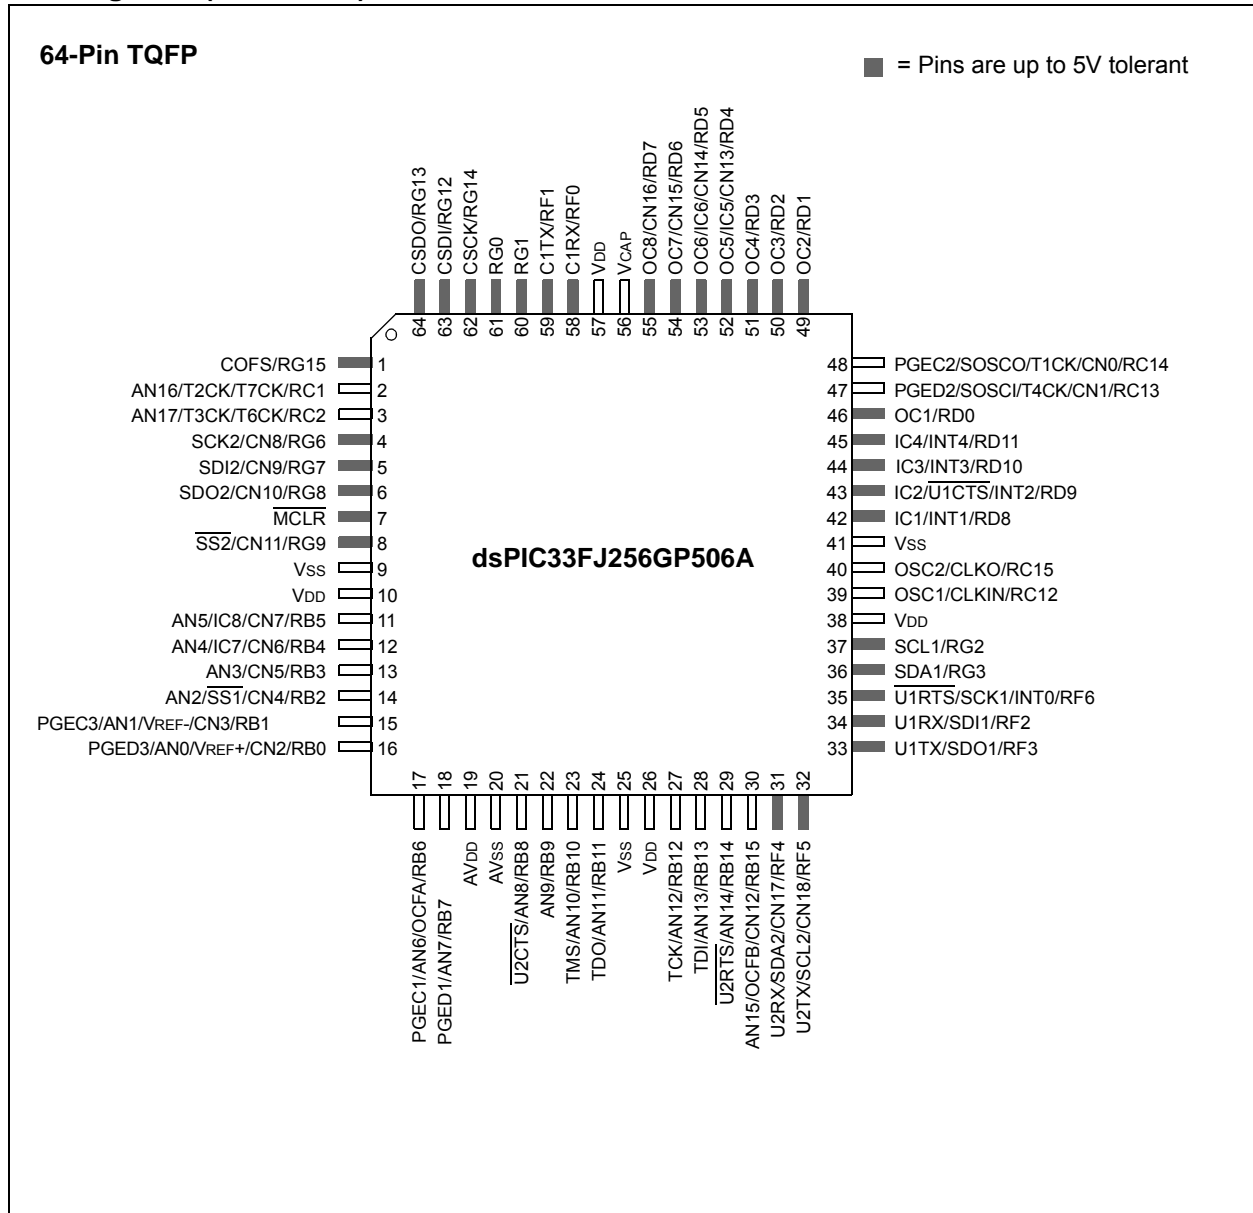 64-Pin TQFP
= Pins are up to 5V tolerant
CSDO/RG13
CSDI/RG12
CSCK/RG14
RG0
RG1
C1TX/RF1
C1RX/RF0
VDD
VCAP
OC8/CN16/RD7
OC7/CN15/RD6
OC6/IC6/CN14/RD5
OC5/IC5/CN13/RD4
OC4/RD3
OC3/RD2
OC2/RD1
64 63 62 61 60 59 58 57 56 55 54 53 52 51 50 49
COFS/RG15 1
AN16/T2CK/T7CK/RC1 2
AN17/T3CK/T6CK/RC2 3
SCK2/CN8/RG6 4
SDI2/CN9/RG7 5
SDO2/CN10/RG8 6
MCLR 7
SS2/CN11/RG9 8
VSS 9
VDD 10
AN5/IC8/CN7/RB5 11
AN4/IC7/CN6/RB4 12
AN3/CN5/RB3 13
AN2/SS1/CN4/RB2 14
PGEC3/AN1/VREF-/CN3/RB1 15
PGED3/AN0/VREF+/CN2/RB0 16
dsPIC33FJ256GP506A
48 PGEC2/SOSCO/T1CK/CN0/RC14
47 PGED2/SOSCI/T4CK/CN1/RC13
46 OC1/RD0
45 IC4/INT4/RD11
44 IC3/INT3/RD10
43 IC2/U1CTS/INT2/RD9
42 IC1/INT1/RD8
41 VSS
40 OSC2/CLKO/RC15
39 OSC1/CLKIN/RC12
38 VDD
37 SCL1/RG2
36 SDA1/RG3
35 U1RTS/SCK1/INT0/RF6
34 U1RX/SDI1/RF2
33 U1TX/SDO1/RF3
17 18 19 20 21 22 23 24 25 26 27 28 29 30 31 32
PGEC1/AN6/OCFA/RB6
PGED1/AN7/RB7
AVDD
AVSS
U2CTS/AN8/RB8
AN9/RB9
TMS/AN10/RB10
TDO/AN11/RB11
VSS
VDD
TCK/AN12/RB12
TDI/AN13/RB13
U2RTS/AN14/RB14
AN15/OCFB/CN12/RB15
U2RX/SDA2/CN17/RF4
U2TX/SCL2/CN18/RF5